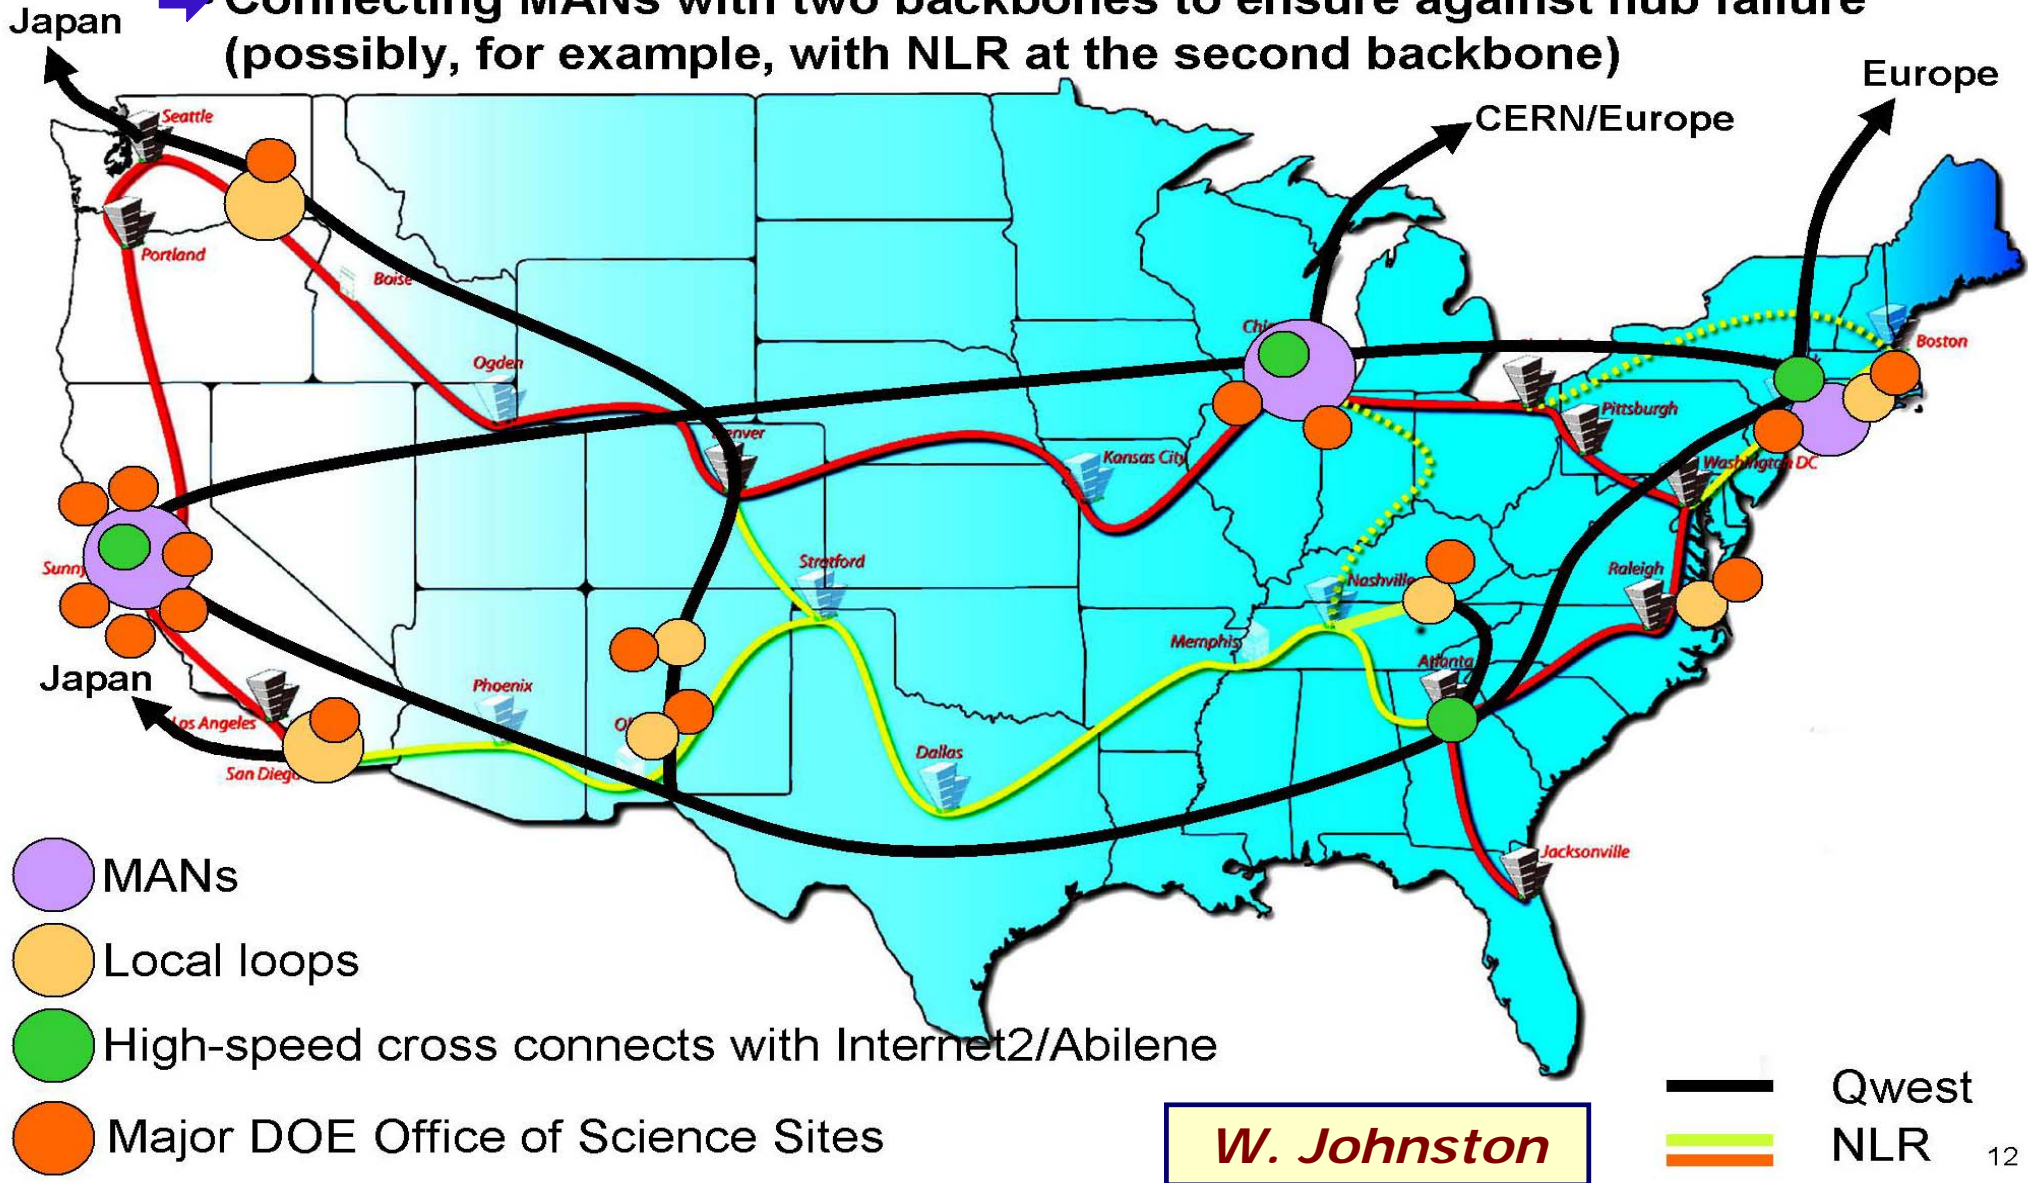 Connecting MANs with two backbones to ensure against hub failure
(possibly, for example, with NLR at the second backbone)
Japan
Europe
CERN/Europe
Seattle
Portland
Boise
Ogden
Boston
Pittsburgh
Kansas City
Washington DC
Stratford
Nashville
Raleigh
Memphis
Atlanta
Japan
Los Angeles
Phoenix
San Diego
Dallas
Jacksonville
MANs
Local loops
High-speed cross connects with Internet2/Abilene
Major DOE Office of Science Sites
W. Johnston
Qwest
NLR
12